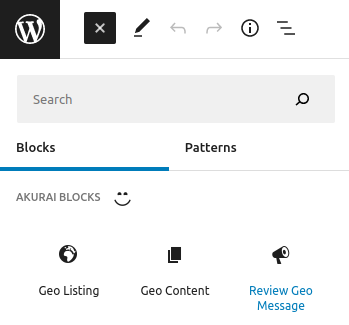 Search
Blocks Patterns
AKURAI BLOCKS
Geo Listing Geo Content Review Geo
Message